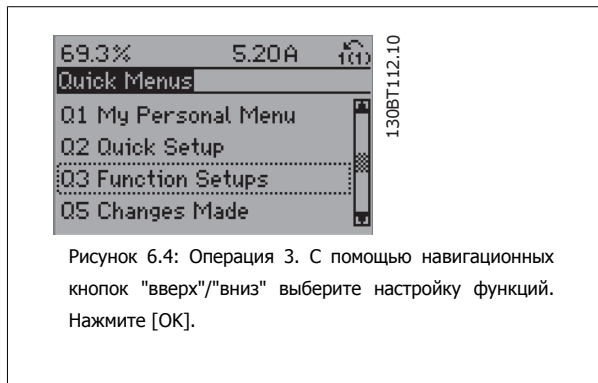 69.3% 5.20A 1(1)
Quick Menus
Q1 My Personal Menu
Q2 Quick Setup
Q3 Function Setups
Q5 Changes Made
130BT112.10
Рисунок 6.4: Операция 3. С помощью навигационных
кнопок "вверх"/"вниз" выберите настройку функций.
Нажмите [OK].